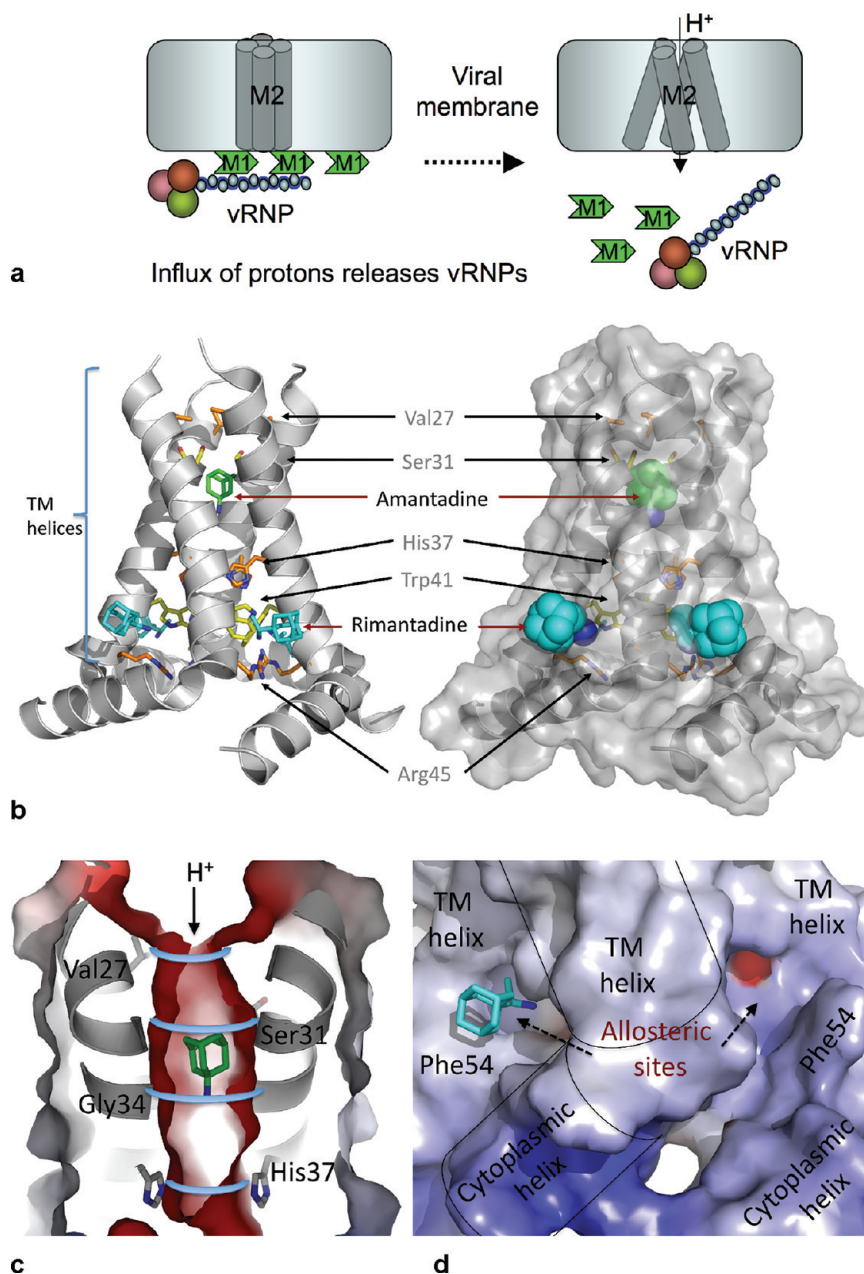 H+
M2
Viral
membrane
M2
M1 M1 M1
vRNP
M1
M1
M1
vRNP
a
Influx of protons releases vRNPs
TM
helices
Val27
Ser31
Amantadine
His37
Trp41
Rimantadine
Arg45
b
H+
Val27
Ser31
Gly34
His37
c
TM
helix
TM
helix
TM
helix
Allosteric
sites
Phe54
Phe54
Cytoplasmic
helix
Cytoplasmic
helix
d